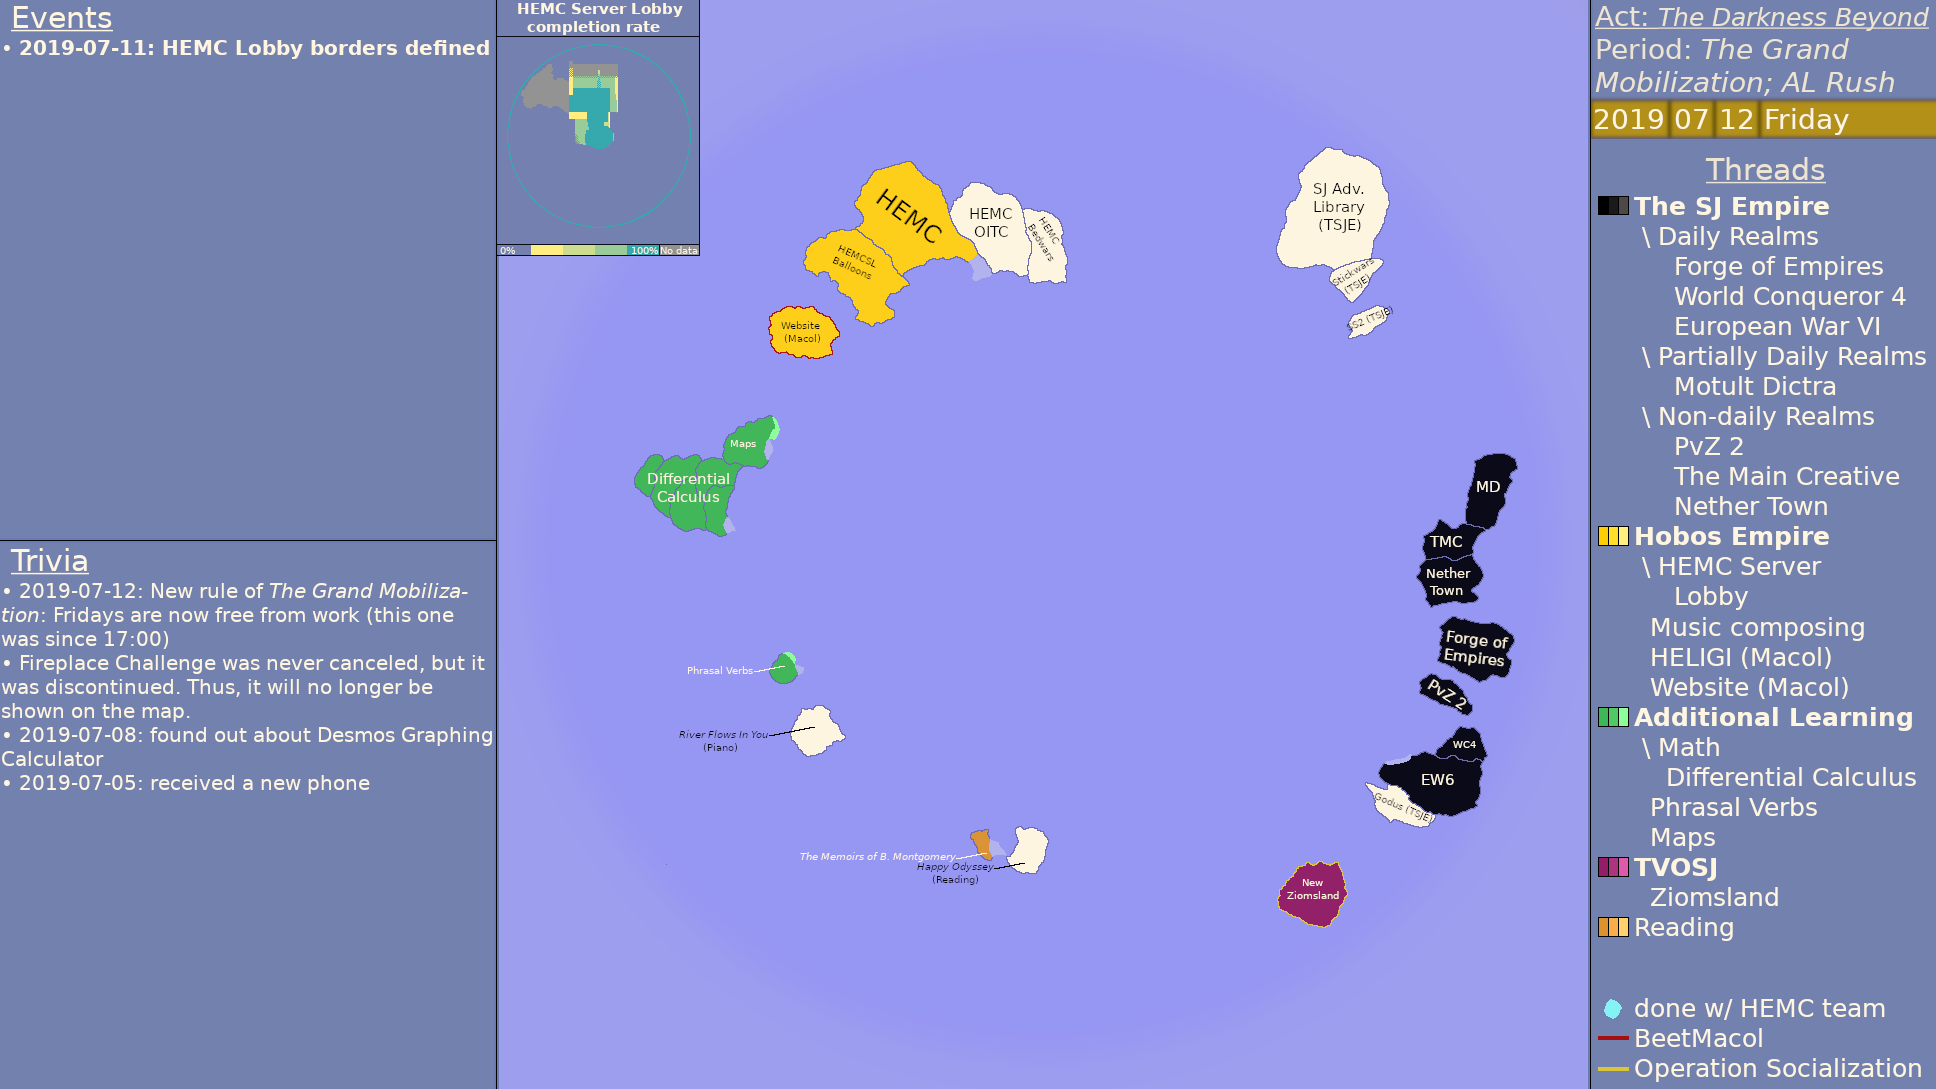 Events
• 2019-07-11: HEMC Lobby borders defined
Trivia
• 2019-07-12: New rule of The Grand Mobiliza-
tion: Fridays are now free from work (this one
was since 17:00)
• Fireplace Challenge was never canceled, but it
was discontinued. Thus, it will no longer be
shown on the map.
• 2019-07-08: found out about Desmos Graphing
Calculator
• 2019-07-05: received a new phone
HEMC Server Lobby
completion rate
0%
100%
No data
HEMC
HEMC
OITC
HEMC
Bedwars
HEMCSL
Balloons
Website
(Macol)
SJ Adv.
Library
(TSJE)
Stickwars
(TSJE)
SS2 (TSJE)
Maps
Differential
Calculus
MD
TMC
Nether
Town
Forge of
Empires
PvZ 2
WC4
EW6
Godus (TSJE)
Phrasal Verbs
River Flows In You
(Piano)
The Memoirs of B. Montgomery
Happy Odyssey
(Reading)
New
Ziomsland
Act: The Darkness Beyond
Period: The Grand
Mobilization; AL Rush
2019 07 12 Friday
Threads
The SJ Empire
\ Daily Realms
Forge of Empires
World Conqueror 4
European War VI
\ Partially Daily Realms
Motult Dictra
\ Non-daily Realms
PvZ 2
The Main Creative
Nether Town
Hobos Empire
\ HEMC Server
Lobby
Music composing
HELIGI (Macol)
Website (Macol)
Additional Learning
\ Math
Differential Calculus
Phrasal Verbs
Maps
TVOSJ
Ziomsland
Reading
done w/ HEMC team
BeetMacol
Operation Socialization